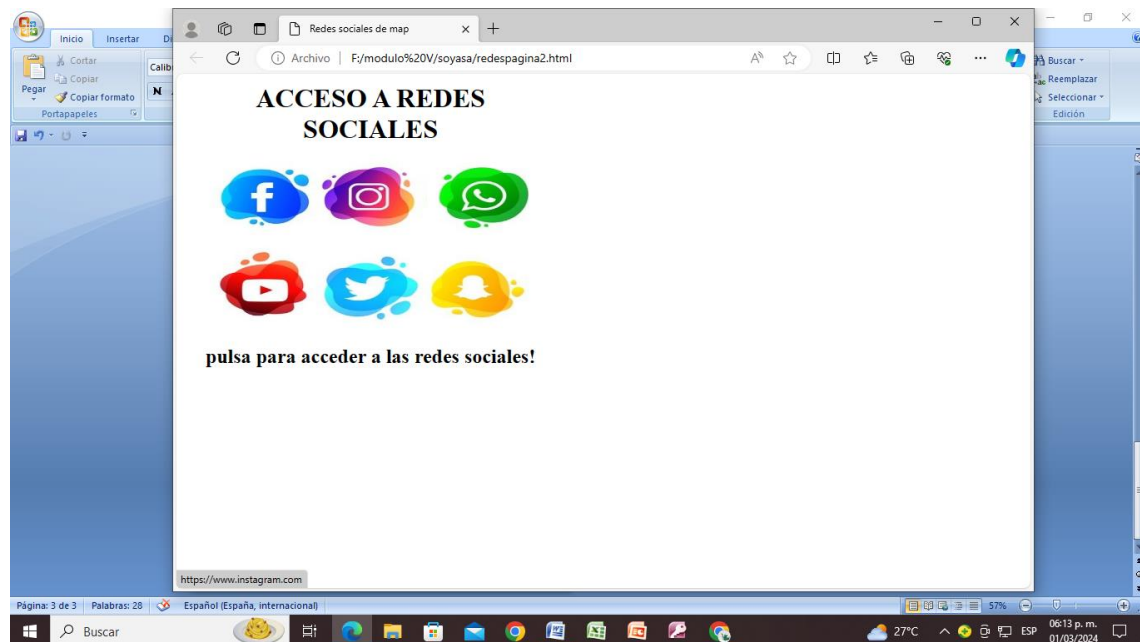 Redes sociales de map
Inicio
Insertar
Archivo
F:/modulo%20V/soyasa/redespagina2.html
Cortar
Copiar
Copiar formato
Pegar
Portapapeles
Calib
N
Buscar
Reemplazar
Seleccionar
Edición
ACCESO A REDES
SOCIALES
pulsa para acceder a las redes sociales!
https://www.instagram.com
Página: 3 de 3
Palabras: 28
Español (España, internacional)
57%
Buscar
27°C
ESP
06:13 p. m.
01/03/2024